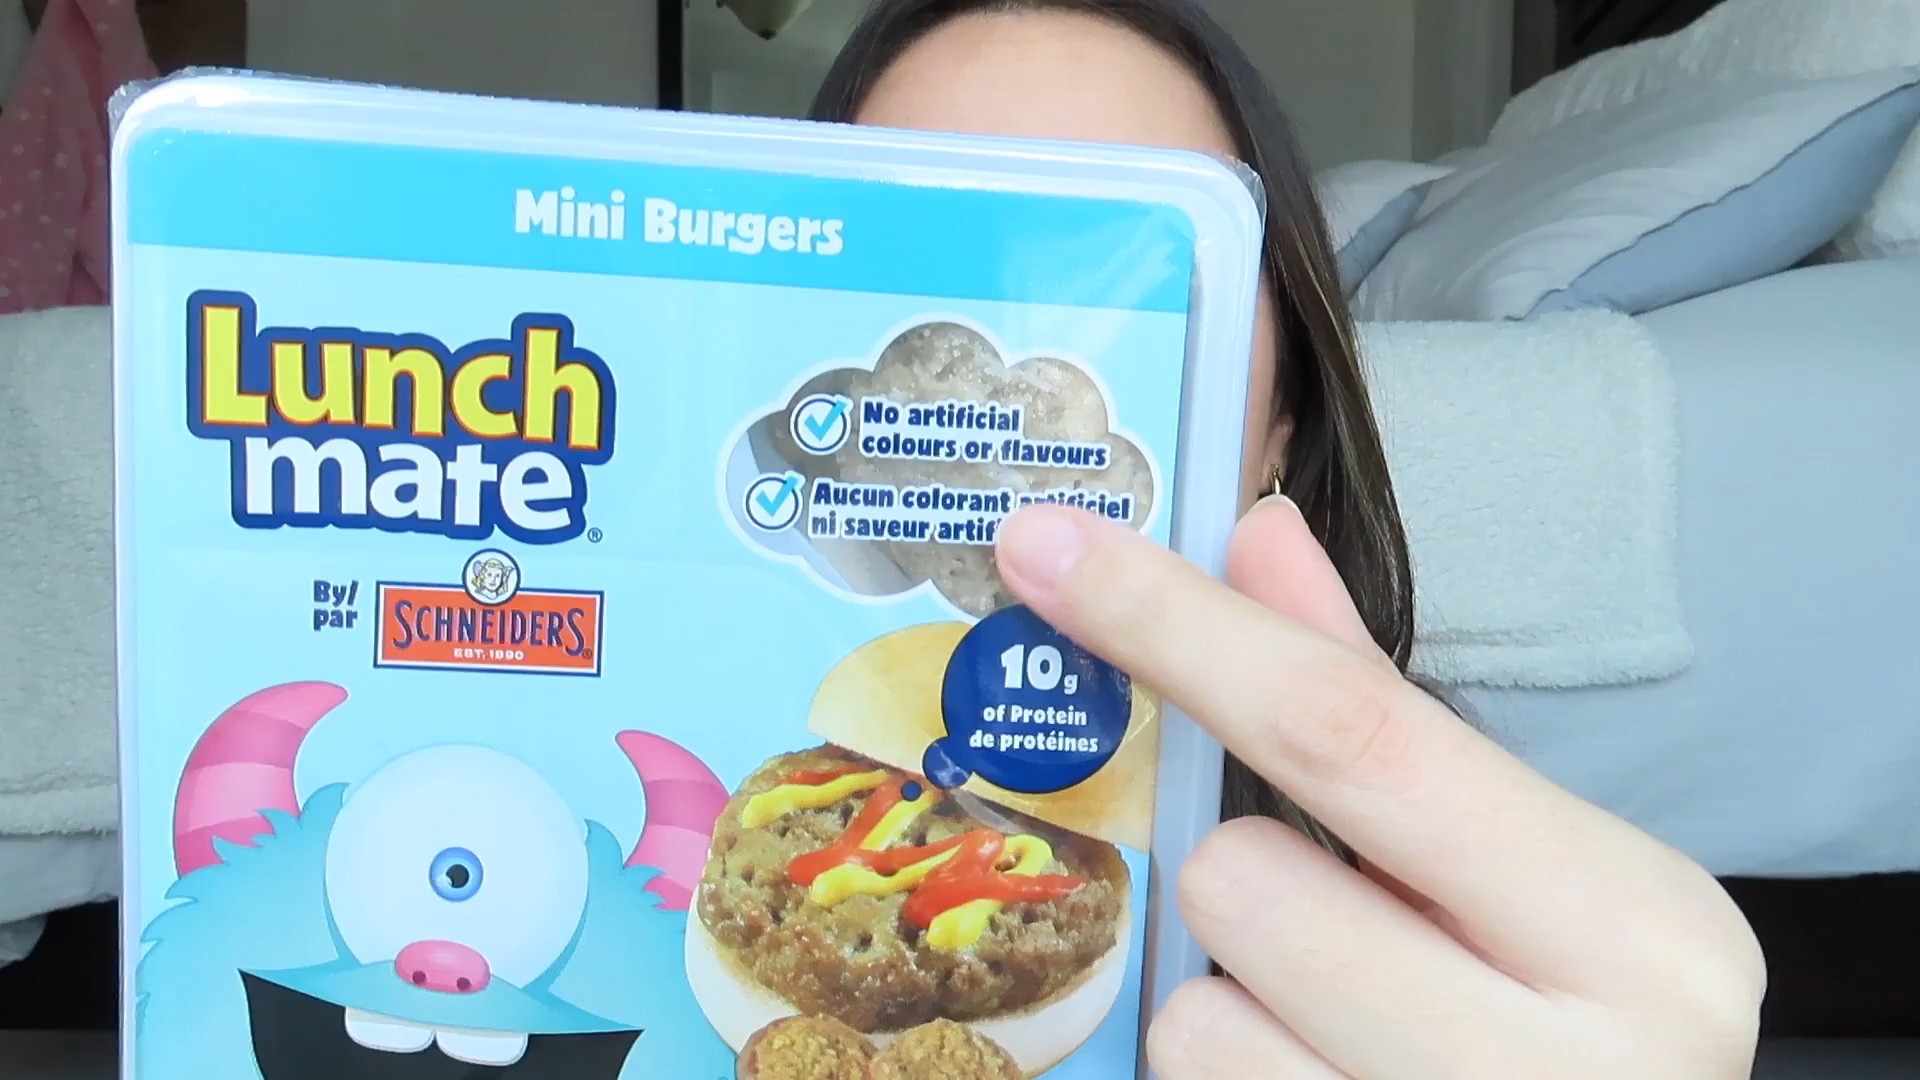 Mini Burgers
Lunch
mate®
By/
par
SCHNEIDERS®
EST. 1890
No artificial
colours or flavours
Aucun colorant artificiel
ni saveur
10g
of Protein
de protéines